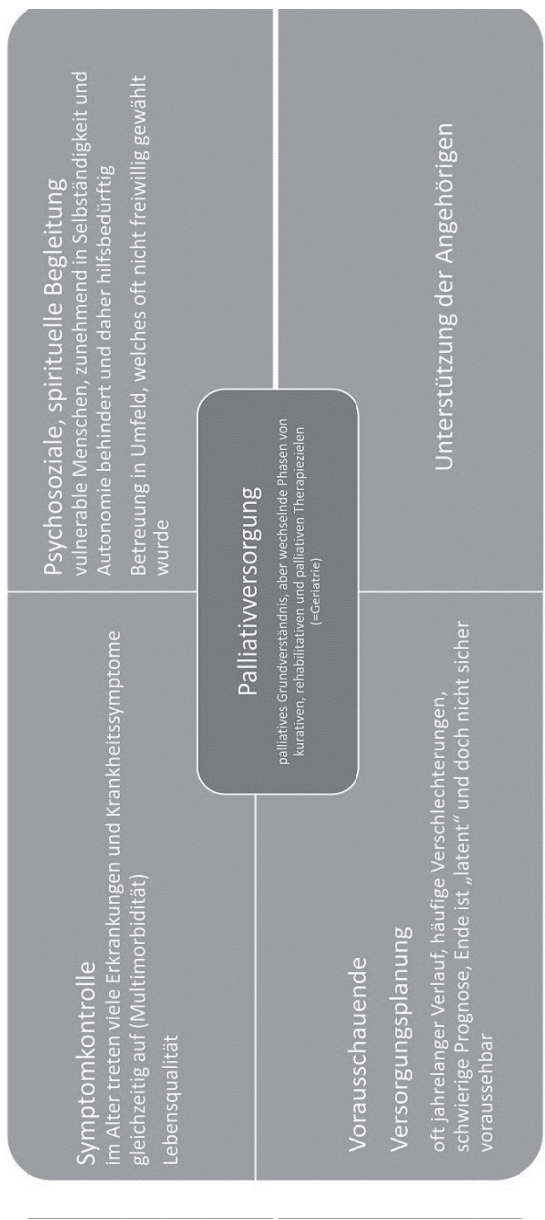 Symptomkontrolle
im Alter treten viele Erkrankungen und Krankheitssymptome
gleichzeitig auf (Multimorbidität)
Lebensqualität
Psychosoziale, spirituelle Begleitung
vulnerable Menschen, zunehmend in Selbständigkeit und
Autonomie behindert und daher hilfsbedürftig
Betreuung in Umfeld, welches oft nicht freiwillig gewählt
wurde
Palliativversorgung
palliatives Grundverständnis, aber wechselnde Phasen von
kurativen, rehabilitativen und palliativen Therapiezielen
(=Geriatrie)
Vorausschauende
Versorgungsplanung
oft jahrelanger Verlauf, häufige Verschlechterungen,
schwierige Prognose, Ende ist „latent“ und doch nicht sicher
voraussehbar
Unterstützung der Angehörigen